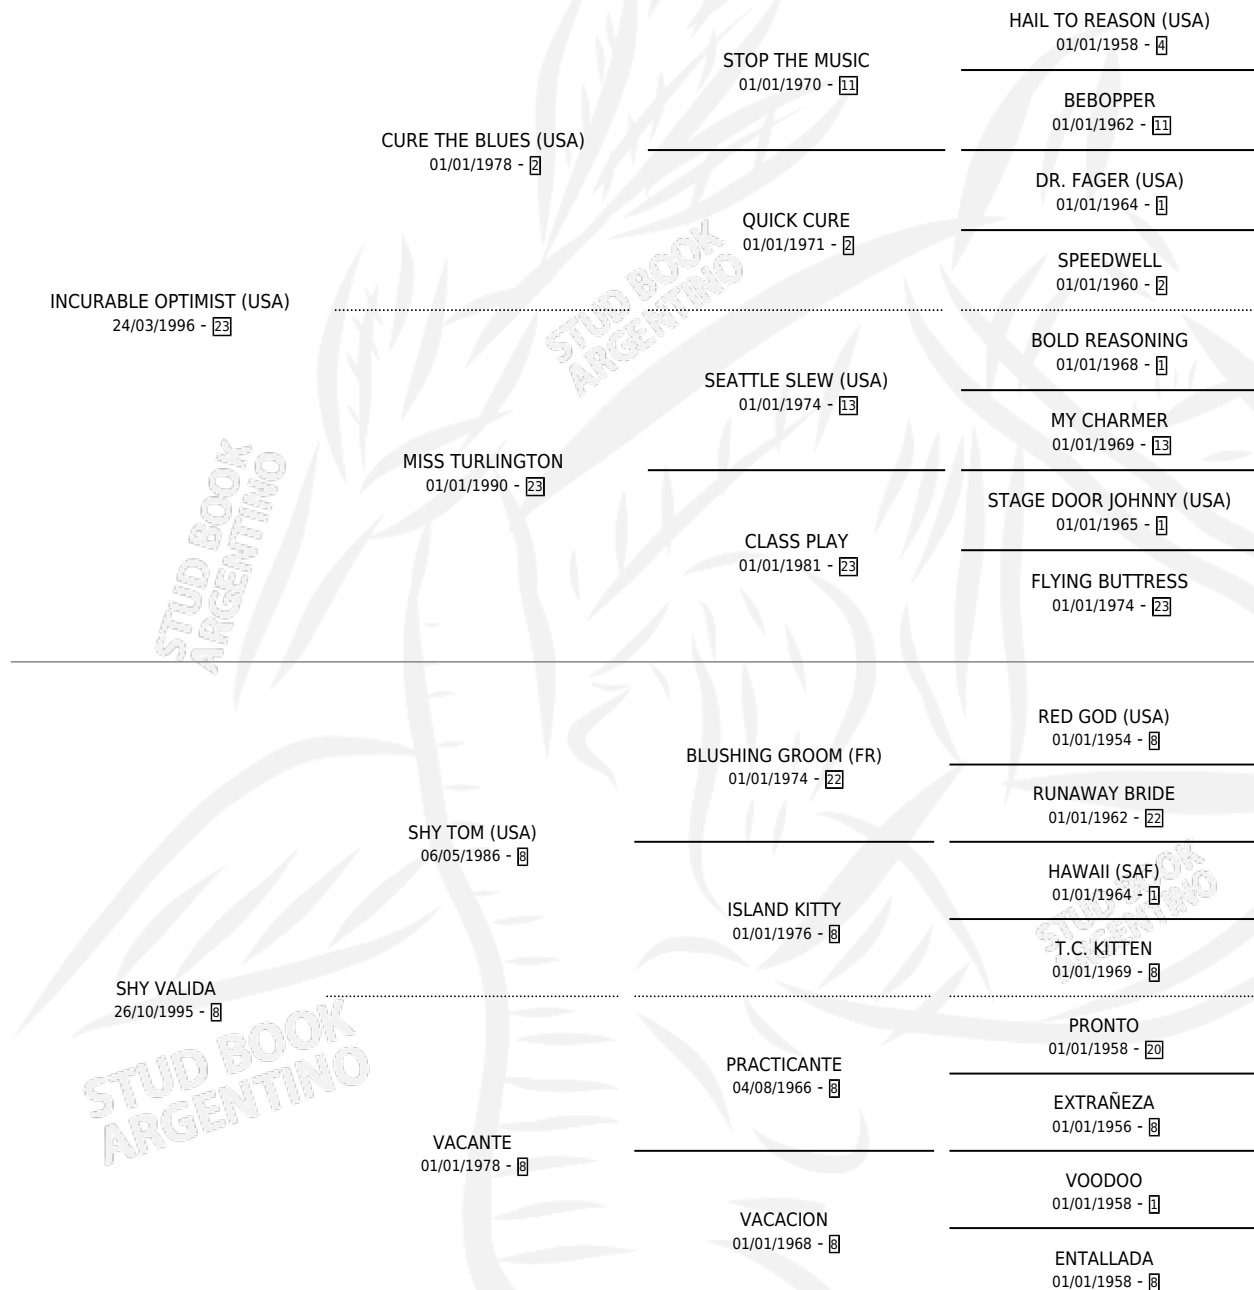 HAIL TO REASON (USA)
01/01/1958 - 4
STOP THE MUSIC
01/01/1970 - 11
BEBOPPER
01/01/1962 - 11
CURE THE BLUES (USA)
01/01/1978 - 2
DR. FAGER (USA)
01/01/1964 - 1
QUICK CURE
01/01/1971 - 2
SPEEDWELL
01/01/1960 - 2
INCURABLE OPTIMIST (USA)
24/03/1996 - 23
BOLD REASONING
01/01/1968 - 1
SEATTLE SLEW (USA)
01/01/1974 - 13
MY CHARMER
01/01/1969 - 13
MISS TURLINGTON
01/01/1990 - 23
STAGE DOOR JOHNNY (USA)
01/01/1965 - 1
CLASS PLAY
01/01/1981 - 23
FLYING BUTTRESS
01/01/1974 - 23
RED GOD (USA)
01/01/1954 - 8
BLUSHING GROOM (FR)
01/01/1974 - 22
RUNAWAY BRIDE
01/01/1962 - 22
SHY TOM (USA)
06/05/1986 - 8
HAWAII (SAF)
01/01/1964 - 1
ISLAND KITTY
01/01/1976 - 8
T.C. KITTEN
01/01/1969 - 8
SHY VALIDA
26/10/1995 - 8
PRONTO
01/01/1958 - 20
PRACTICANTE
04/08/1966 - 8
EXTRAÑEZA
01/01/1956 - 8
VACANTE
01/01/1978 - 8
VOODOO
01/01/1958 - 1
VACACION
01/01/1968 - 8
ENTALLADA
01/01/1958 - 8
STUD BOOK
ARGENTINO
STUD BOOK
ARGENTINO
STUD BOOK
ARGENTINO
STUD BOOK
ARGENTINO